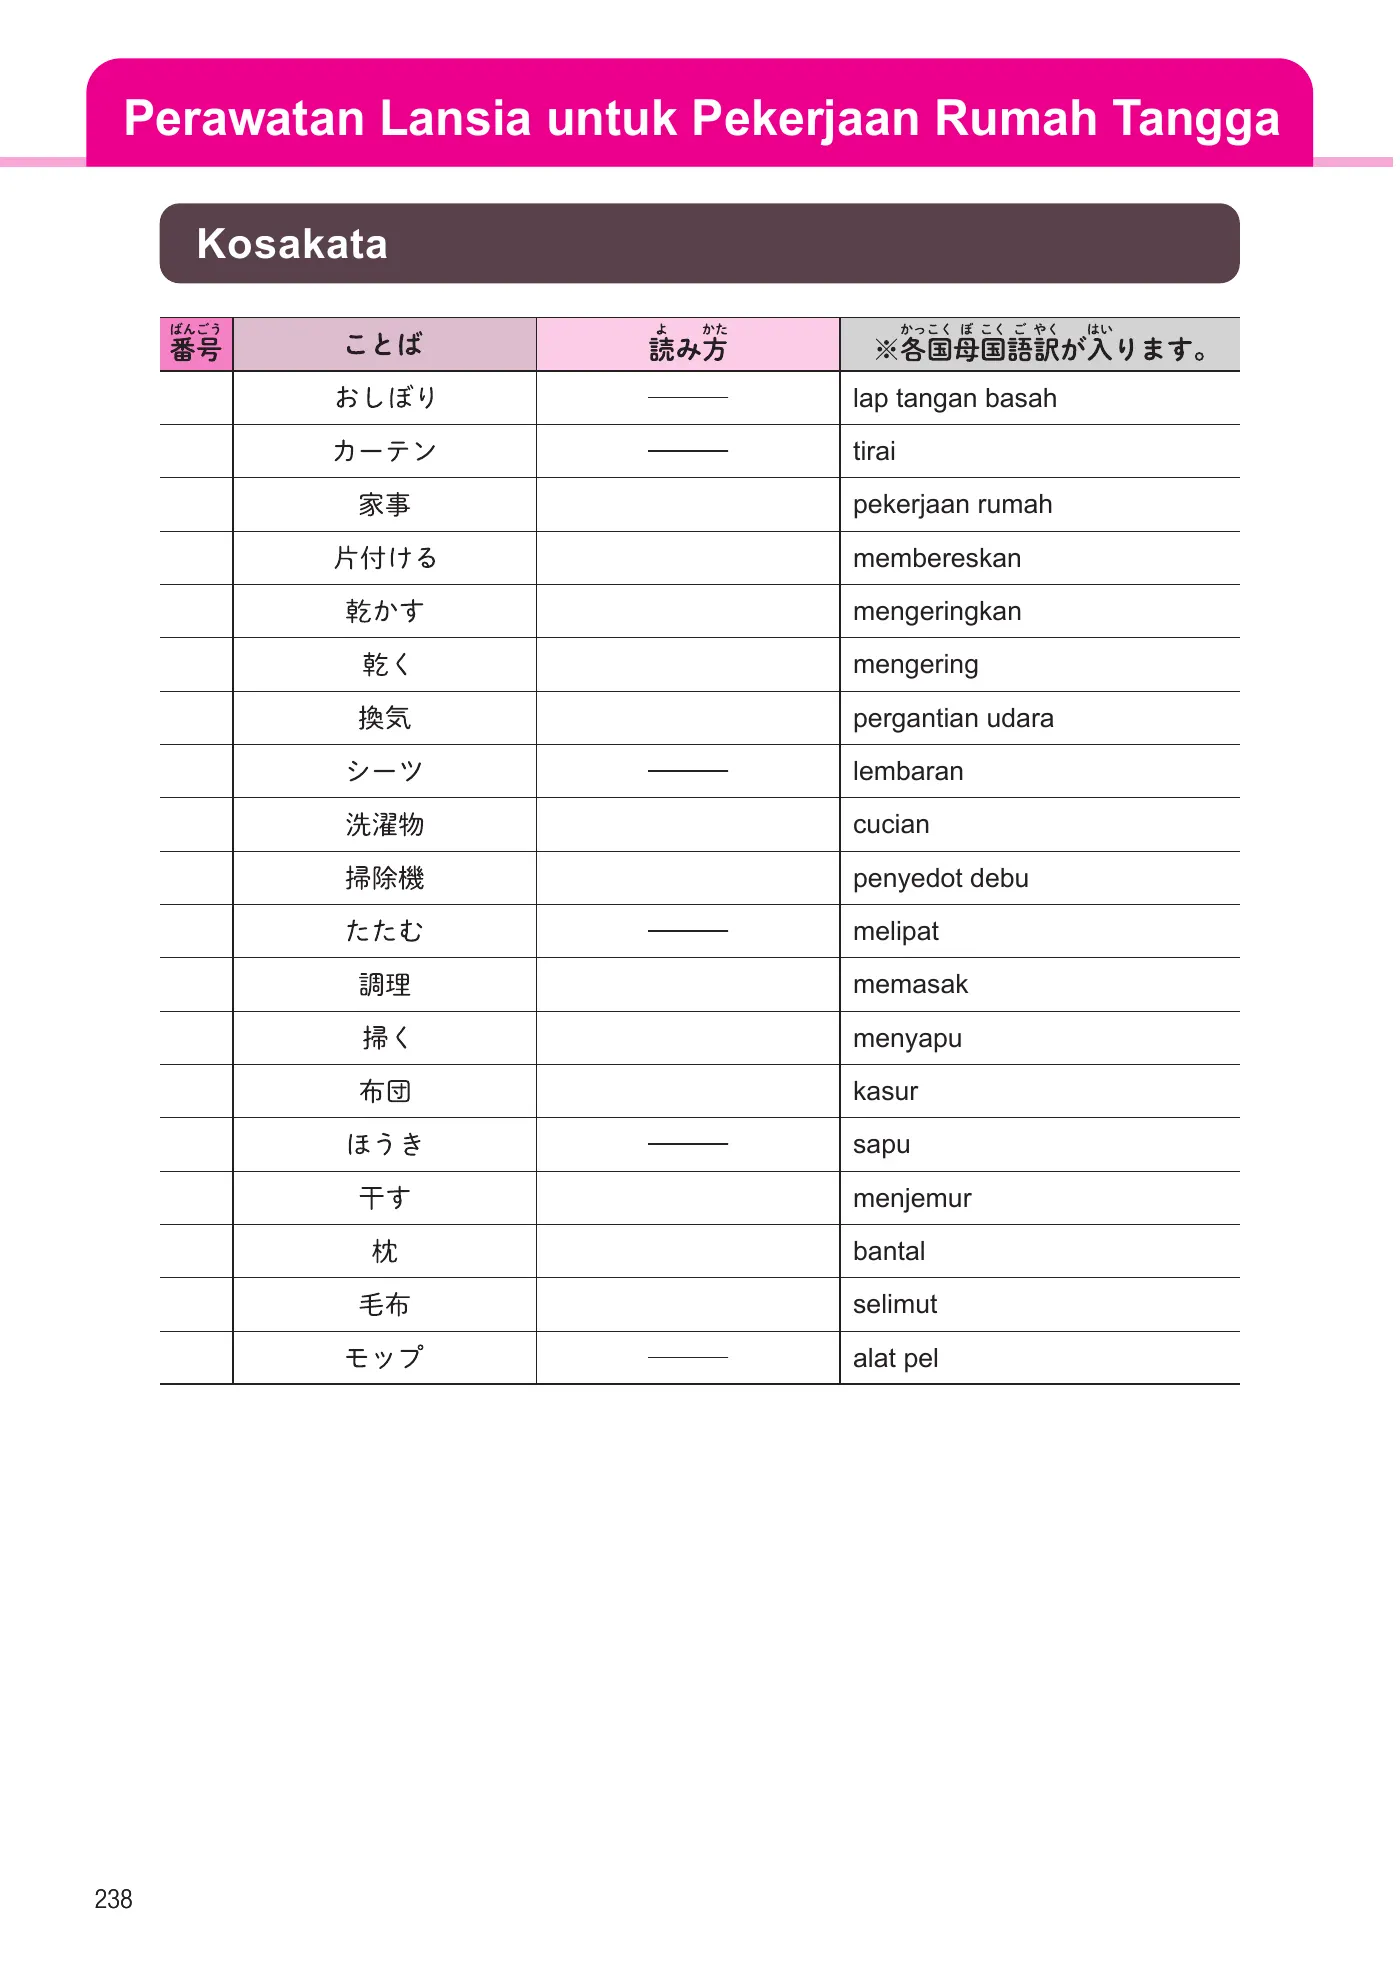 Perawatan Lansia untuk Pekerjaan Rumah Tangga
Kosakata
ばんごう よ かた かっこく ぼ こく ご やく はい
番号 ことば 読み方 ※各国母国語訳が入ります。
おしぼり ——— lap tangan basah
カーテン ——— tirai
家事 pekerjaan rumah
片付ける membereskan
乾かす mengeringkan
乾く mengering
換気 pergantian udara
シーツ ——— lembaran
洗濯物 cucian
掃除機 penyedot debu
たたむ ——— melipat
調理 memasak
掃く menyapu
布団 kasur
ほうき ——— sapu
干す menjemur
枕 bantal
毛布 selimut
モップ ——— alat pel
238